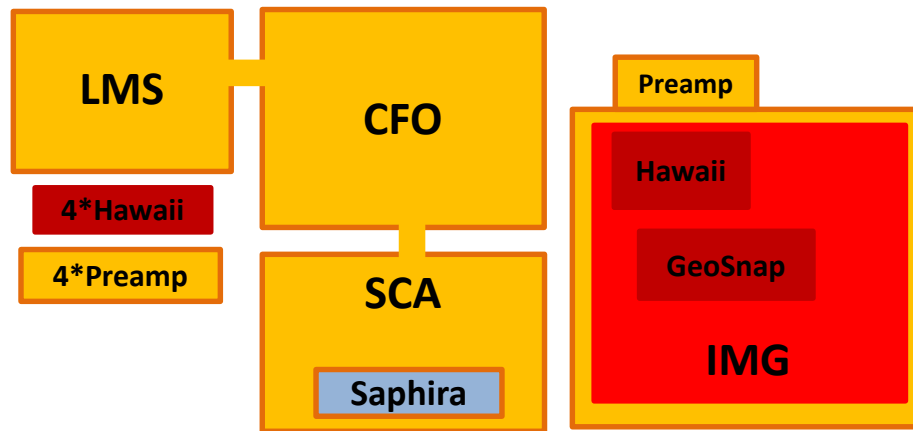 LMS
4*Hawaii
4*Preamp
CFO
SCA
Saphira
Preamp
Hawaii
GeoSnap
IMG